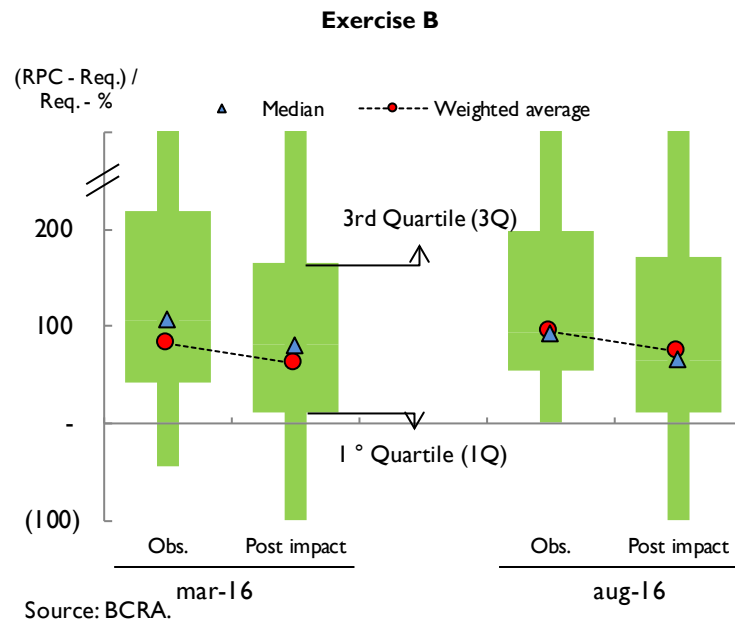 Exercise B
(RPC - Req.) /
Req. - %
Median
Weighted average
200
3rd Quartile (3Q)
100
-
1 ° Quartile (1Q)
(100)
Obs.
Post impact
Obs.
Post impact
mar-16
aug-16
Source: BCRA.